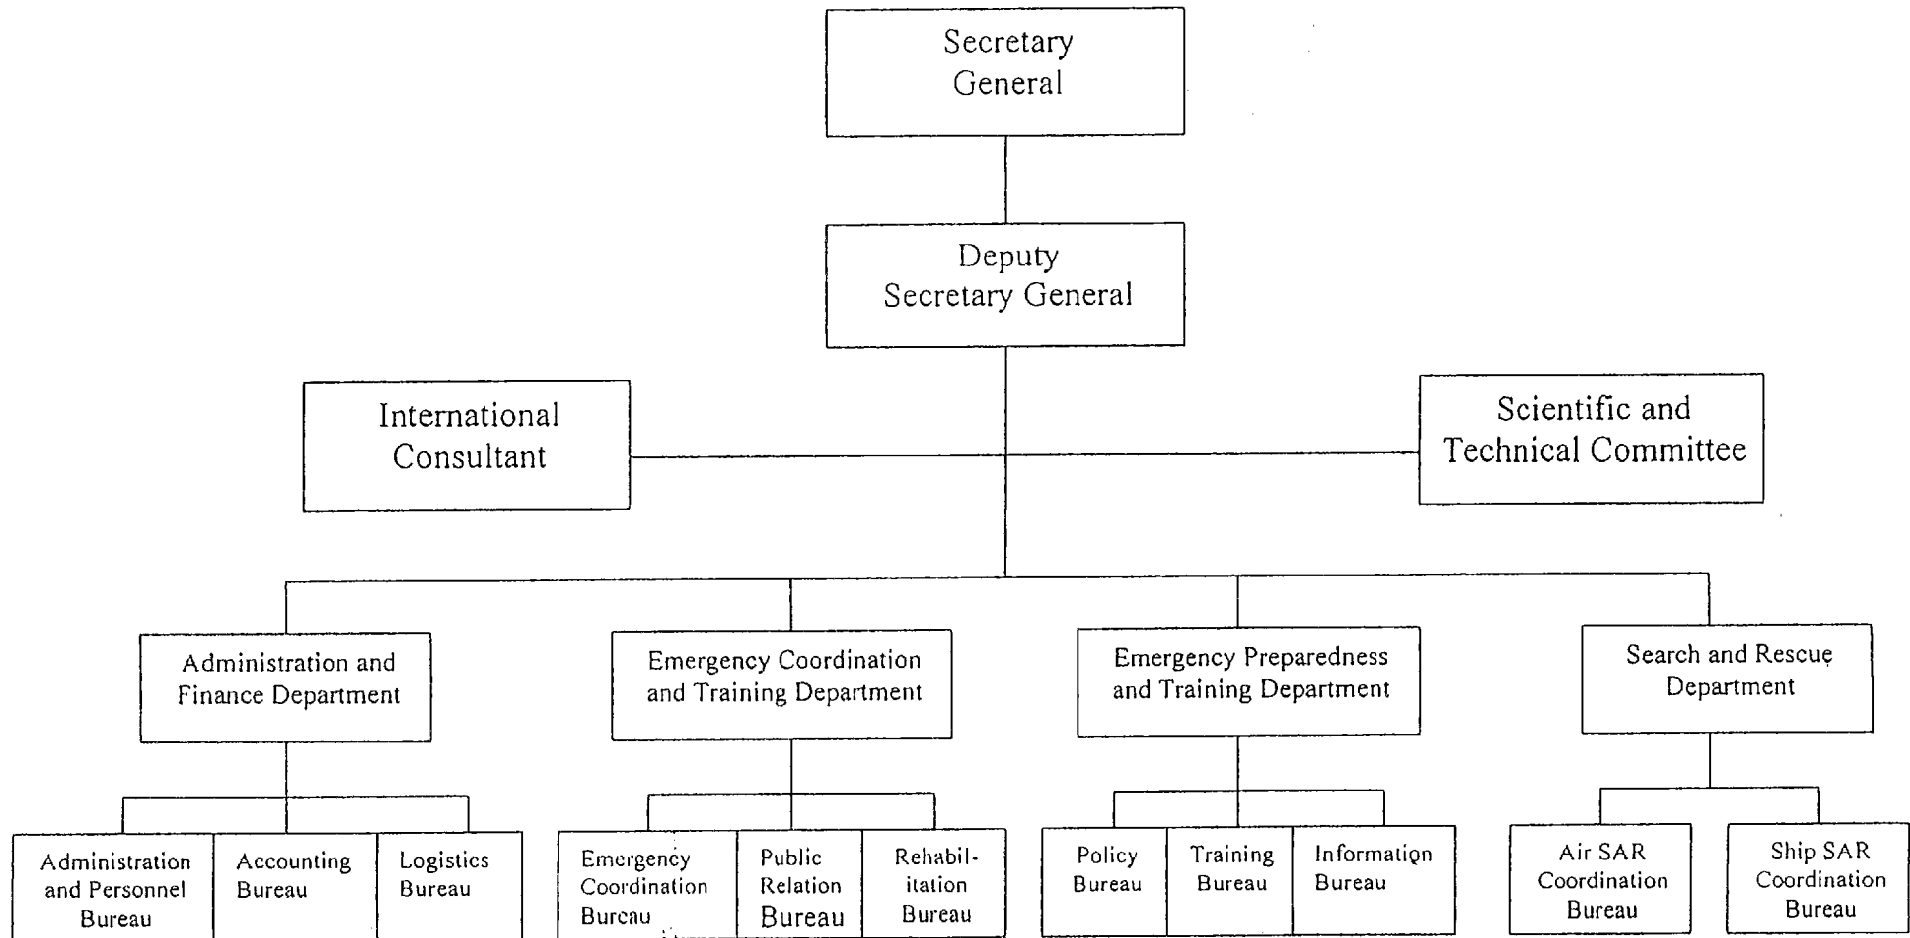 Secretary
General
Deputy
Secretary General
International
Consultant
Scientific and
Technical Committee
Administration and
Finance Department
Emergency Coordination
and Training Department
Emergency Preparedness
and Training Department
Search and Rescue
Department
Administration
and Personnel
Bureau
Accounting
Bureau
Logistics
Bureau
Emergency
Coordination
Bureau
Public
Relation
Bureau
Rehabil-
itation
Bureau
Policy
Bureau
Training
Bureau
Information
Bureau
Air SAR
Coordination
Bureau
Ship SAR
Coordination
Bureau